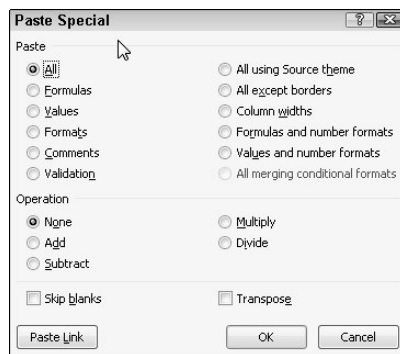 Paste Special
Paste
All
All using Source theme
Formulas
All except borders
Values
Column widths
Formats
Formulas and number formats
Comments
Values and number formats
Validation
All merging conditional formats
Operation
None
Multiply
Add
Divide
Subtract
Skip blanks
Transpose
Paste Link
OK
Cancel